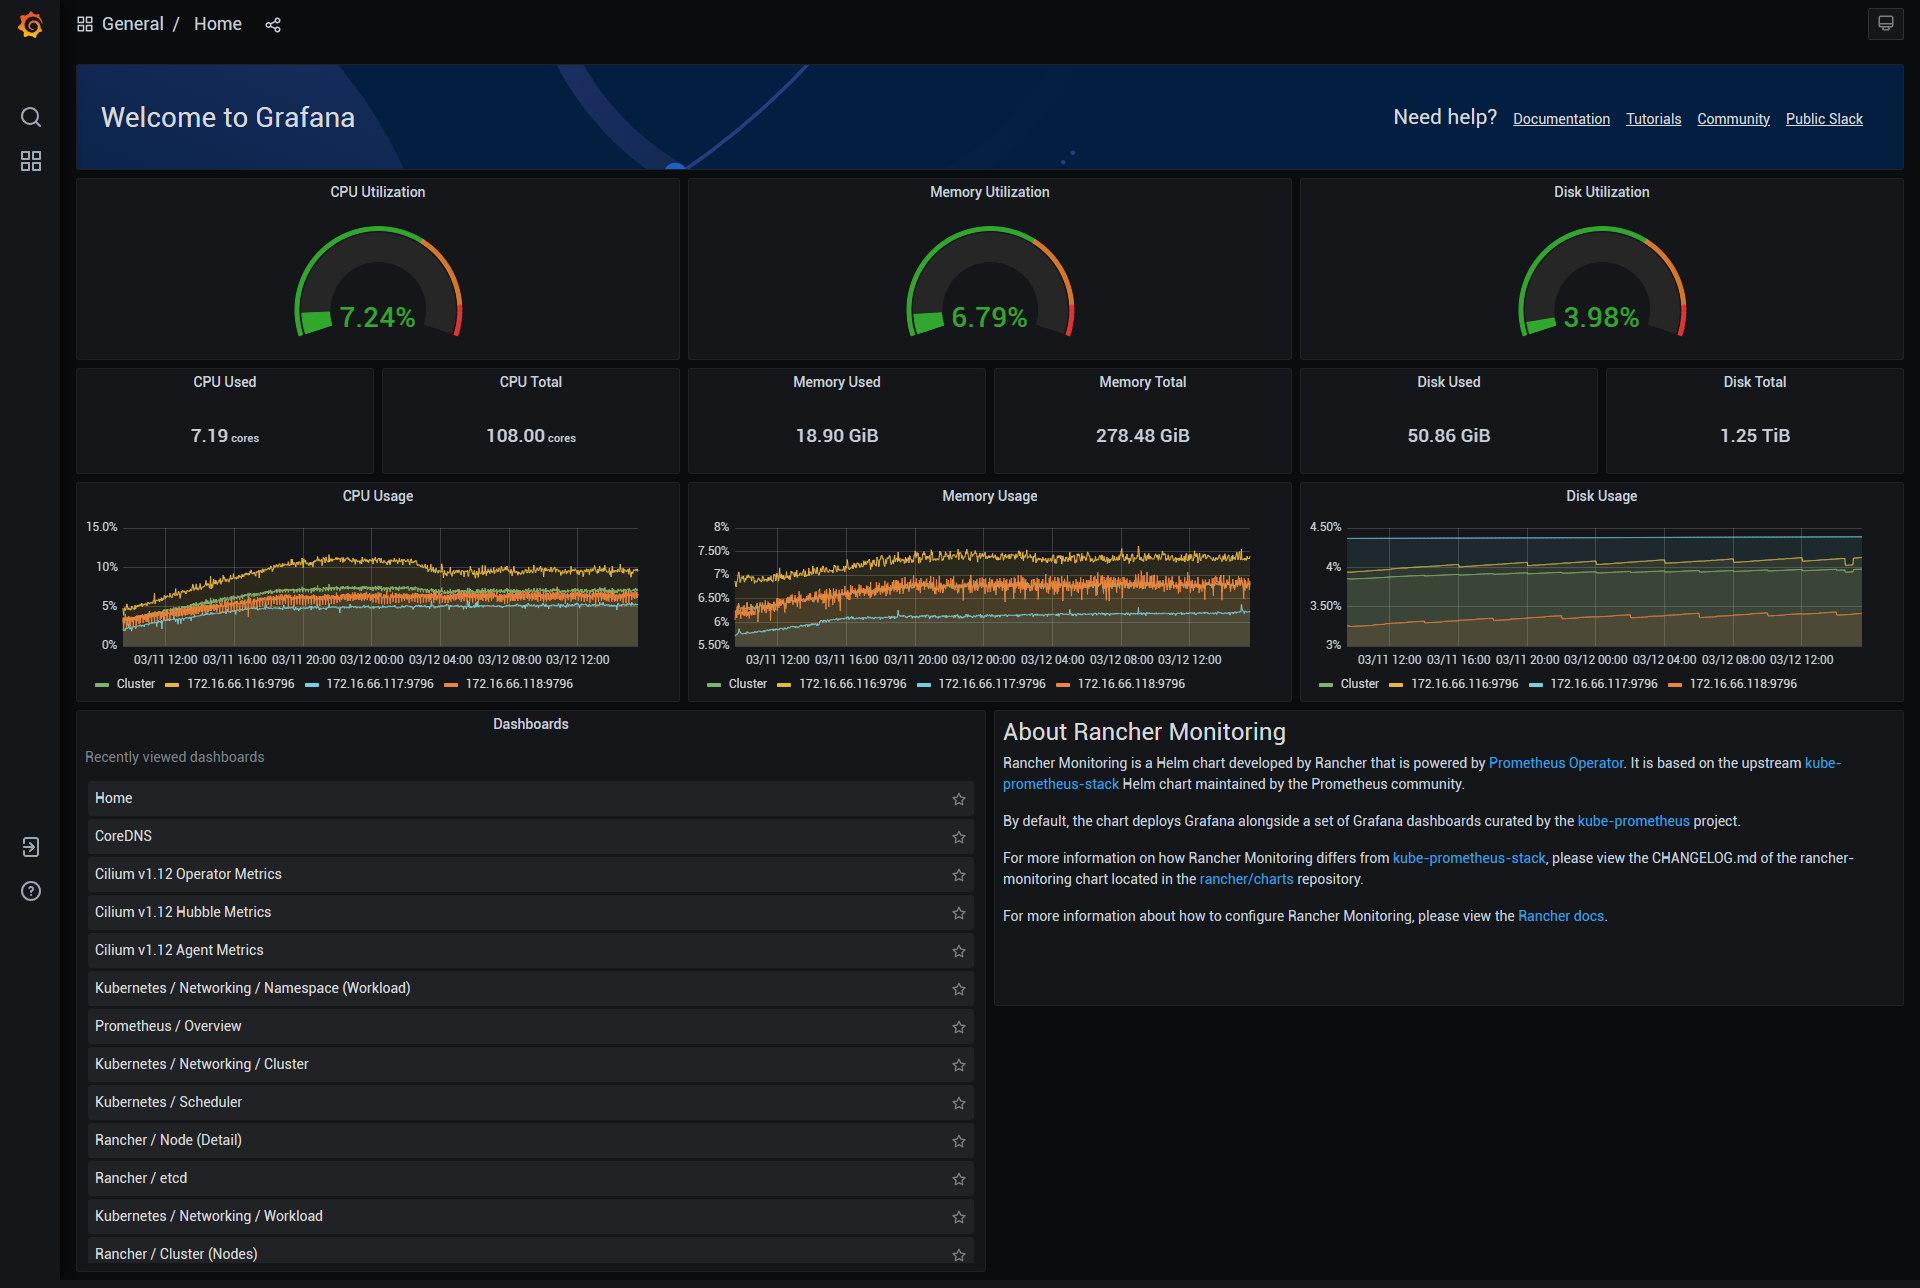 General / Home
Welcome to Grafana
Need help? Documentation Tutorials Community Public Slack
CPU Utilization
7.24%
Memory Utilization
6.79%
Disk Utilization
3.98%
CPU Used
7.19 cores
CPU Total
108.00 cores
Memory Used
18.90 GiB
Memory Total
278.48 GiB
Disk Used
50.86 GiB
Disk Total
1.25 TiB
CPU Usage
15.0%
10%
5%
0%
03/11 12:00 03/11 16:00 03/11 20:00 03/12 00:00 03/12 04:00 03/12 08:00 03/12 12:00
Cluster 172.16.66.116:9796 172.16.66.117:9796 172.16.66.118:9796
Memory Usage
8%
7.50%
7%
6.50%
6%
5.50%
03/11 12:00 03/11 16:00 03/11 20:00 03/12 00:00 03/12 04:00 03/12 08:00 03/12 12:00
Cluster 172.16.66.116:9796 172.16.66.117:9796 172.16.66.118:9796
Disk Usage
4.50%
4%
3.50%
3%
03/11 12:00 03/11 16:00 03/11 20:00 03/12 00:00 03/12 04:00 03/12 08:00 03/12 12:00
Cluster 172.16.66.116:9796 172.16.66.117:9796 172.16.66.118:9796
Dashboards
Recently viewed dashboards
Home
CoreDNS
Cilium v1.12 Operator Metrics
Cilium v1.12 Hubble Metrics
Cilium v1.12 Agent Metrics
Kubernetes / Networking / Namespace (Workload)
Prometheus / Overview
Kubernetes / Networking / Cluster
Kubernetes / Scheduler
Rancher / Node (Detail)
Rancher / etcd
Kubernetes / Networking / Workload
Rancher / Cluster (Nodes)
About Rancher Monitoring
Rancher Monitoring is a Helm chart developed by Rancher that is powered by Prometheus Operator. It is based on the upstream kube-
prometheus-stack Helm chart maintained by the Prometheus community.
By default, the chart deploys Grafana alongside a set of Grafana dashboards curated by the kube-prometheus project.
For more information on how Rancher Monitoring differs from kube-prometheus-stack, please view the CHANGELOG.md of the rancher-
monitoring chart located in the rancher/charts repository.
For more information about how to configure Rancher Monitoring, please view the Rancher docs.